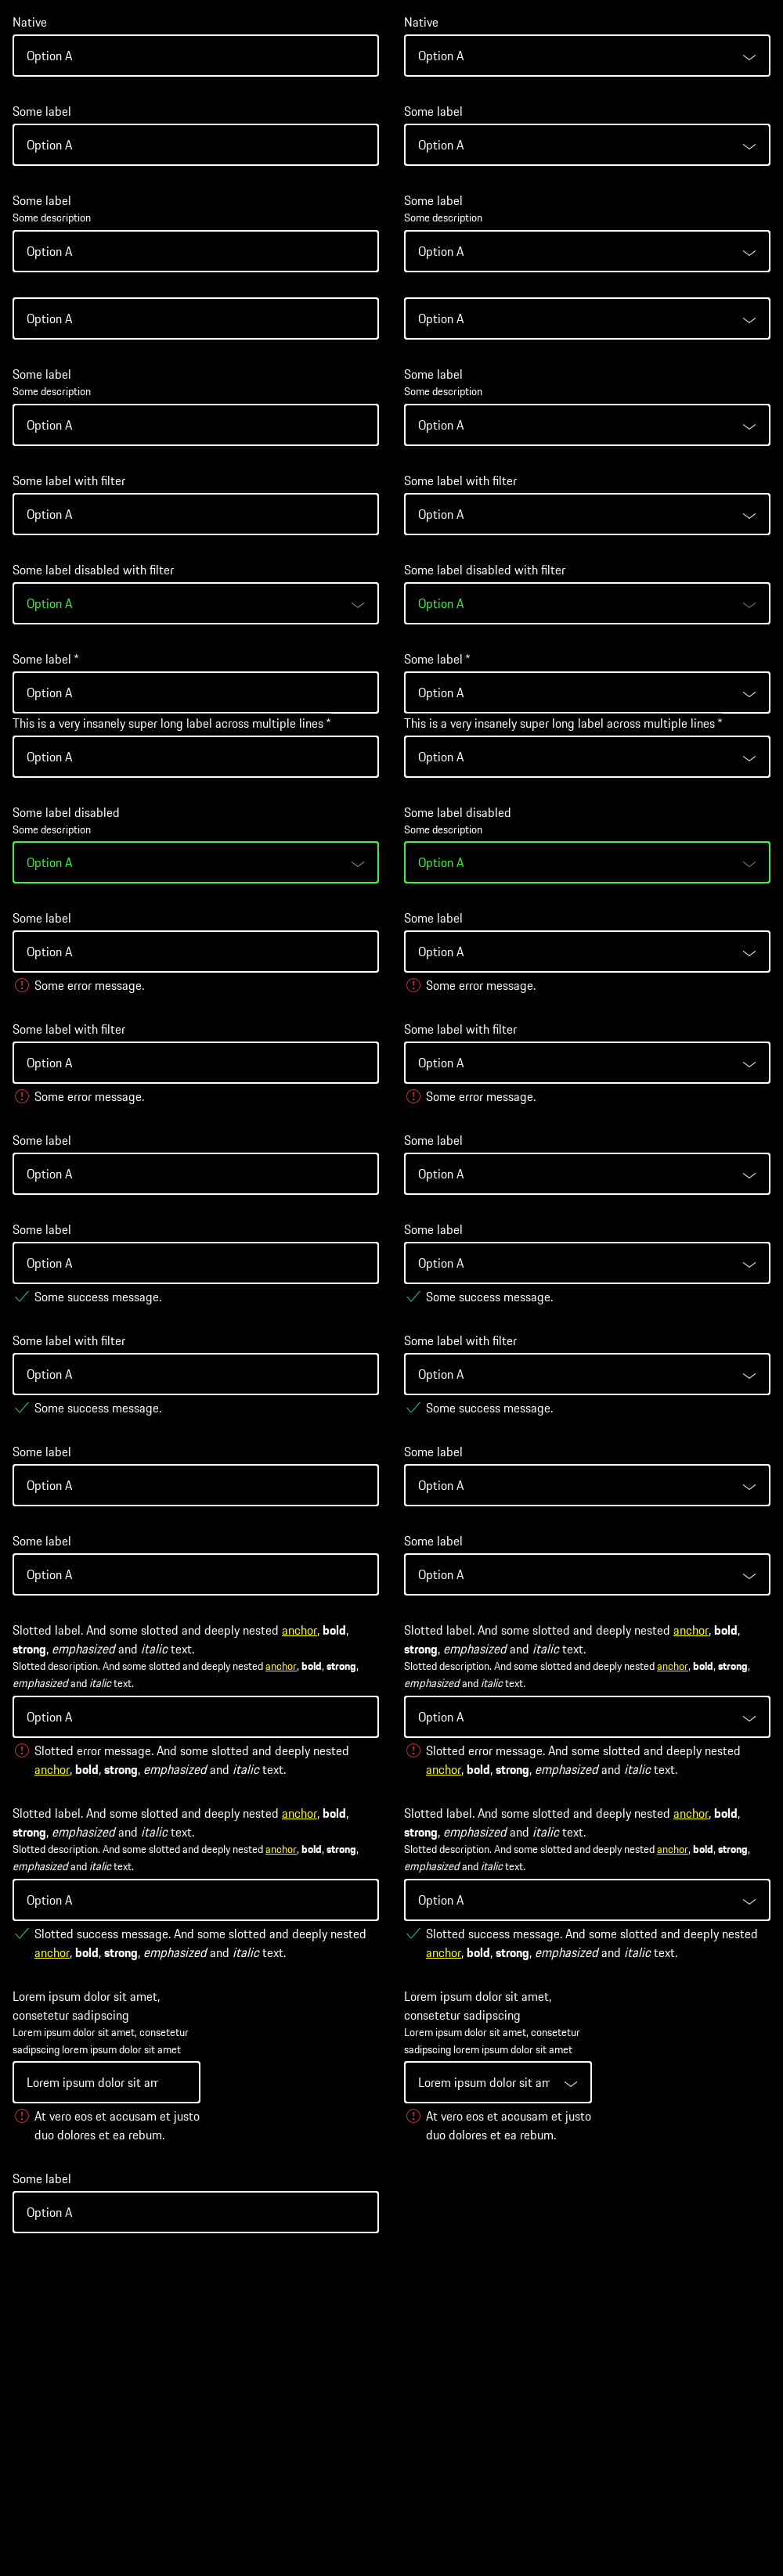 Native
Native
Option A
Option A
Some label
Some label
Option A
Option A
Some label
Some label
Some description
Some description
Option A
Option A
Option A
Option A
Some label
Some label
Some description
Some description
Option A
Option A
Some label with filter
Some label with filter
Option A
Option A
Some label disabled with filter
Some label disabled with filter
Option A
Option A
Some label *
Some label *
Option A
Option A
This is a very insanely super long label across multiple lines *
This is a very insanely super long label across multiple lines *
Option A
Option A
Some label disabled
Some label disabled
Some description
Some description
Option A
Option A
Some label
Some label
Option A
Option A
Some error message.
Some error message.
Some label with filter
Some label with filter
Option A
Option A
Some error message.
Some error message.
Some label
Some label
Option A
Option A
Some label
Some label
Option A
Option A
Some success message.
Some success message.
Some label with filter
Some label with filter
Option A
Option A
Some success message.
Some success message.
Some label
Some label
Option A
Option A
Some label
Some label
Option A
Option A
Slotted label. And some slotted and deeply nested anchor, bold,
strong, emphasized and italic text.
Slotted description. And some slotted and deeply nested anchor, bold, strong,
emphasized and italic text.
Option A
Slotted error message. And some slotted and deeply nested
anchor, bold, strong, emphasized and italic text.
Slotted label. And some slotted and deeply nested anchor, bold,
strong, emphasized and italic text.
Slotted description. And some slotted and deeply nested anchor, bold, strong,
emphasized and italic text.
Option A
Slotted error message. And some slotted and deeply nested
anchor, bold, strong, emphasized and italic text.
Slotted label. And some slotted and deeply nested anchor, bold,
strong, emphasized and italic text.
Slotted description. And some slotted and deeply nested anchor, bold, strong,
emphasized and italic text.
Option A
Slotted success message. And some slotted and deeply nested
anchor, bold, strong, emphasized and italic text.
Slotted label. And some slotted and deeply nested anchor, bold,
strong, emphasized and italic text.
Slotted description. And some slotted and deeply nested anchor, bold, strong,
emphasized and italic text.
Option A
Slotted success message. And some slotted and deeply nested
anchor, bold, strong, emphasized and italic text.
Lorem ipsum dolor sit amet,
consetetur sadipscing
Lorem ipsum dolor sit amet, consetetur
sadipscing lorem ipsum dolor sit amet
Lorem ipsum dolor sit am
At vero eos et accusam et justo
duo dolores et ea rebum.
Lorem ipsum dolor sit amet,
consetetur sadipscing
Lorem ipsum dolor sit amet, consetetur
sadipscing lorem ipsum dolor sit amet
Lorem ipsum dolor sit am
At vero eos et accusam et justo
duo dolores et ea rebum.
Some label
Option A